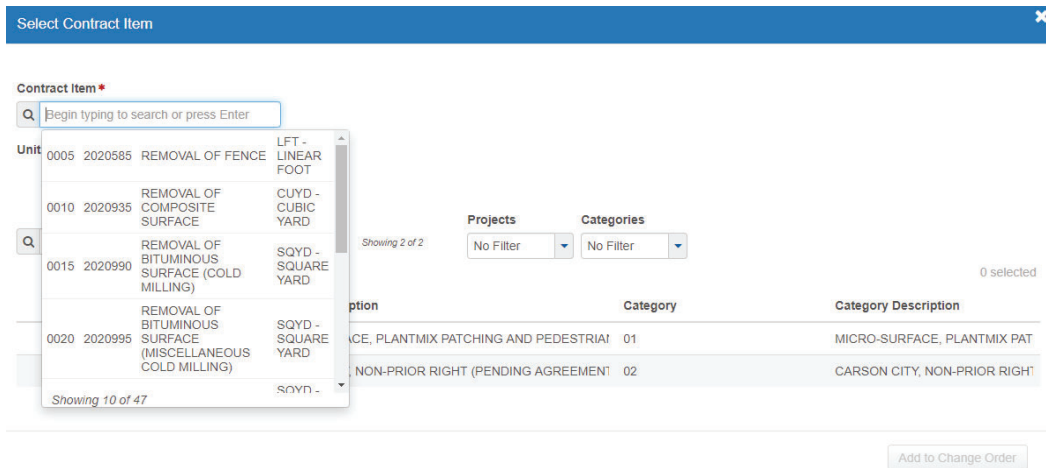 Select Contract Item
Contract Item *
Begin typing to search or press Enter
Unit
0005 2020585 REMOVAL OF FENCE LFT - LINEAR FOOT
0010 2020935 REMOVAL OF COMPOSITE SURFACE CUYD - CUBIC YARD
0015 2020990 REMOVAL OF BITUMINOUS SURFACE (COLD MILLING) SQYD - SQUARE YARD
0020 2020995 REMOVAL OF BITUMINOUS SURFACE (MISCELLANEOUS COLD MILLING) SQYD - SQUARE YARD
SQYD -
Showing 10 of 47
Showing 2 of 2
Projects Categories
No Filter No Filter
0 selected
ption Category Category Description
CE, PLANTMIX PATCHING AND PEDESTRIAN 01 MICRO-SURFACE, PLANTMIX PAT
, NON-PRIOR RIGHT (PENDING AGREEMENT 02 CARSON CITY, NON-PRIOR RIGHT
Add to Change Order